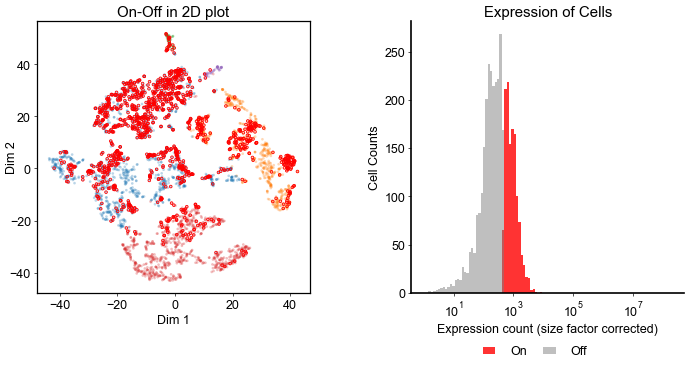 On-Off in 2D plot
Dim 2
40
20
0
−20
−40
−40 −20 0 20 40
Dim 1
Expression of Cells
Cell Counts
250
200
150
100
50
0
10^1 10^3 10^5 10^7
Expression count (size factor corrected)
On Off